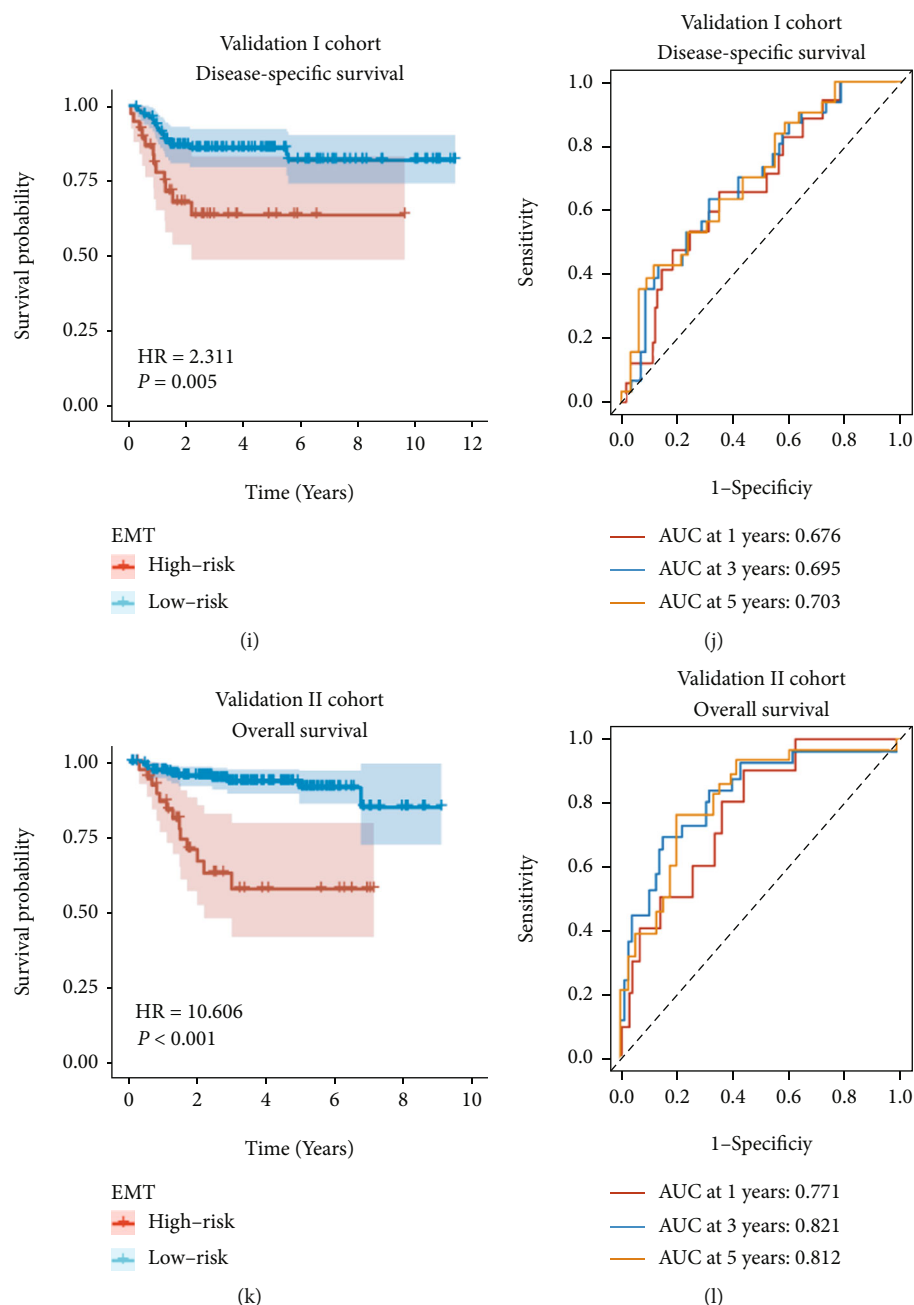 Validation I cohort
Disease-specific survival
Survival probability
1.00
0.75
0.50
0.25
0.00
HR = 2.311
P = 0.005
0 2 4 6 8 10 12
Time (Years)
EMT
High–risk
Low–risk
(i)
Validation I cohort
Disease-specific survival
Sensitivity
1.0
0.8
0.6
0.4
0.2
0.0
0.0 0.2 0.4 0.6 0.8 1.0
1–Specificiy
AUC at 1 years: 0.676
AUC at 3 years: 0.695
AUC at 5 years: 0.703
(j)
Validation II cohort
Overall survival
Survival probability
1.00
0.75
0.50
0.25
0.00
HR = 10.606
P < 0.001
0 2 4 6 8 10
Time (Years)
EMT
High–risk
Low–risk
(k)
Validation II cohort
Overall survival
Sensitivity
1.0
0.8
0.6
0.4
0.2
0.0
0.0 0.2 0.4 0.6 0.8 1.0
1–Specificiy
AUC at 1 years: 0.771
AUC at 3 years: 0.821
AUC at 5 years: 0.812
(l)